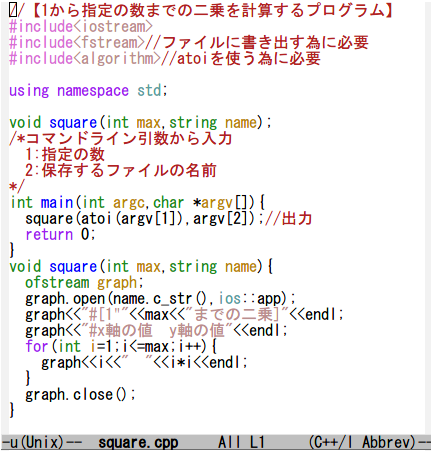 //【1から指定の数までの二乗を計算するプログラム】
#include<iostream>
#include<fstream>//ファイルに書き出す為に必要
#include<algorithm>//atoiを使う為に必要
using namespace std;
void square(int max,string name);
/*コマンドライン引数から入力
1:指定の数
2:保存するファイルの名前
*/
int main(int argc,char *argv[]){
square(atoi(argv[1]),argv[2]);//出力
return 0;
}
void square(int max,string name){
ofstream graph;
graph.open(name.c_str(),ios::app);
graph<<"#[1~"<<max<<"までの二乗]"<<endl;
graph<<"#x軸の値　y軸の値"<<endl;
for(int i=1;i<=max;i++){
graph<<i<<"  "<<i*i<<endl;
}
graph.close();
}
-u(Unix)--  square.cpp  All L1  (C++/l Abbrev)--